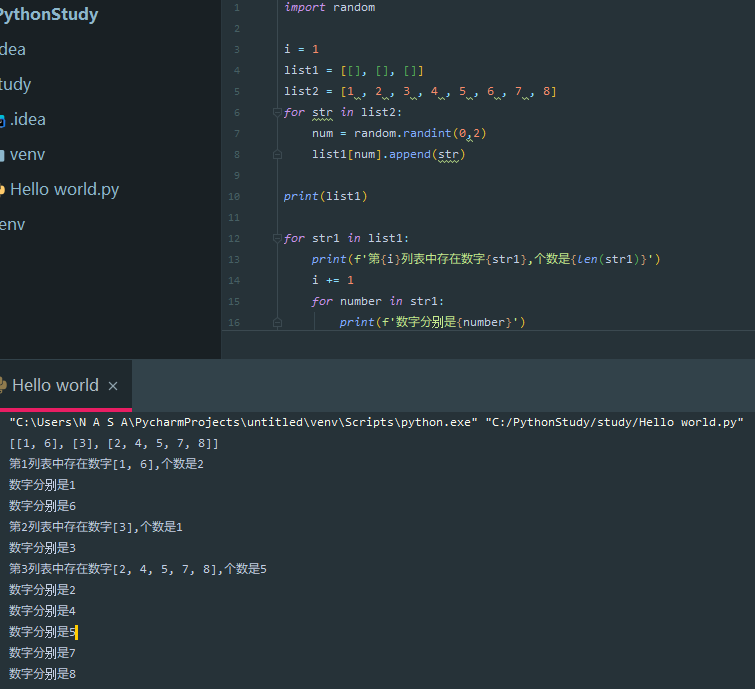 PythonStudy
dea
tudy
.idea
venv
Hello world.py
env
1 import random
2
3 i = 1
4 list1 = [[], [], []]
5 list2 = [1 , 2 , 3 , 4 , 5 , 6 , 7 , 8]
6 for str in list2:
7 num = random.randint(0,2)
8 list1[num].append(str)
9
10 print(list1)
11
12 for str1 in list1:
13 print(f'第{i}列表中存在数字{str1},个数是{len(str1)}')
14 i += 1
15 for number in str1:
16 print(f'数字分别是{number}')
Hello world ×
"C:\Users\N A S A\PycharmProjects\untitled\venv\Scripts\python.exe" "C:/PythonStudy/study/Hello world.py"
[[1, 6], [3], [2, 4, 5, 7, 8]]
第1列表中存在数字[1, 6],个数是2
数字分别是1
数字分别是6
第2列表中存在数字[3],个数是1
数字分别是3
第3列表中存在数字[2, 4, 5, 7, 8],个数是5
数字分别是2
数字分别是4
数字分别是5
数字分别是7
数字分别是8